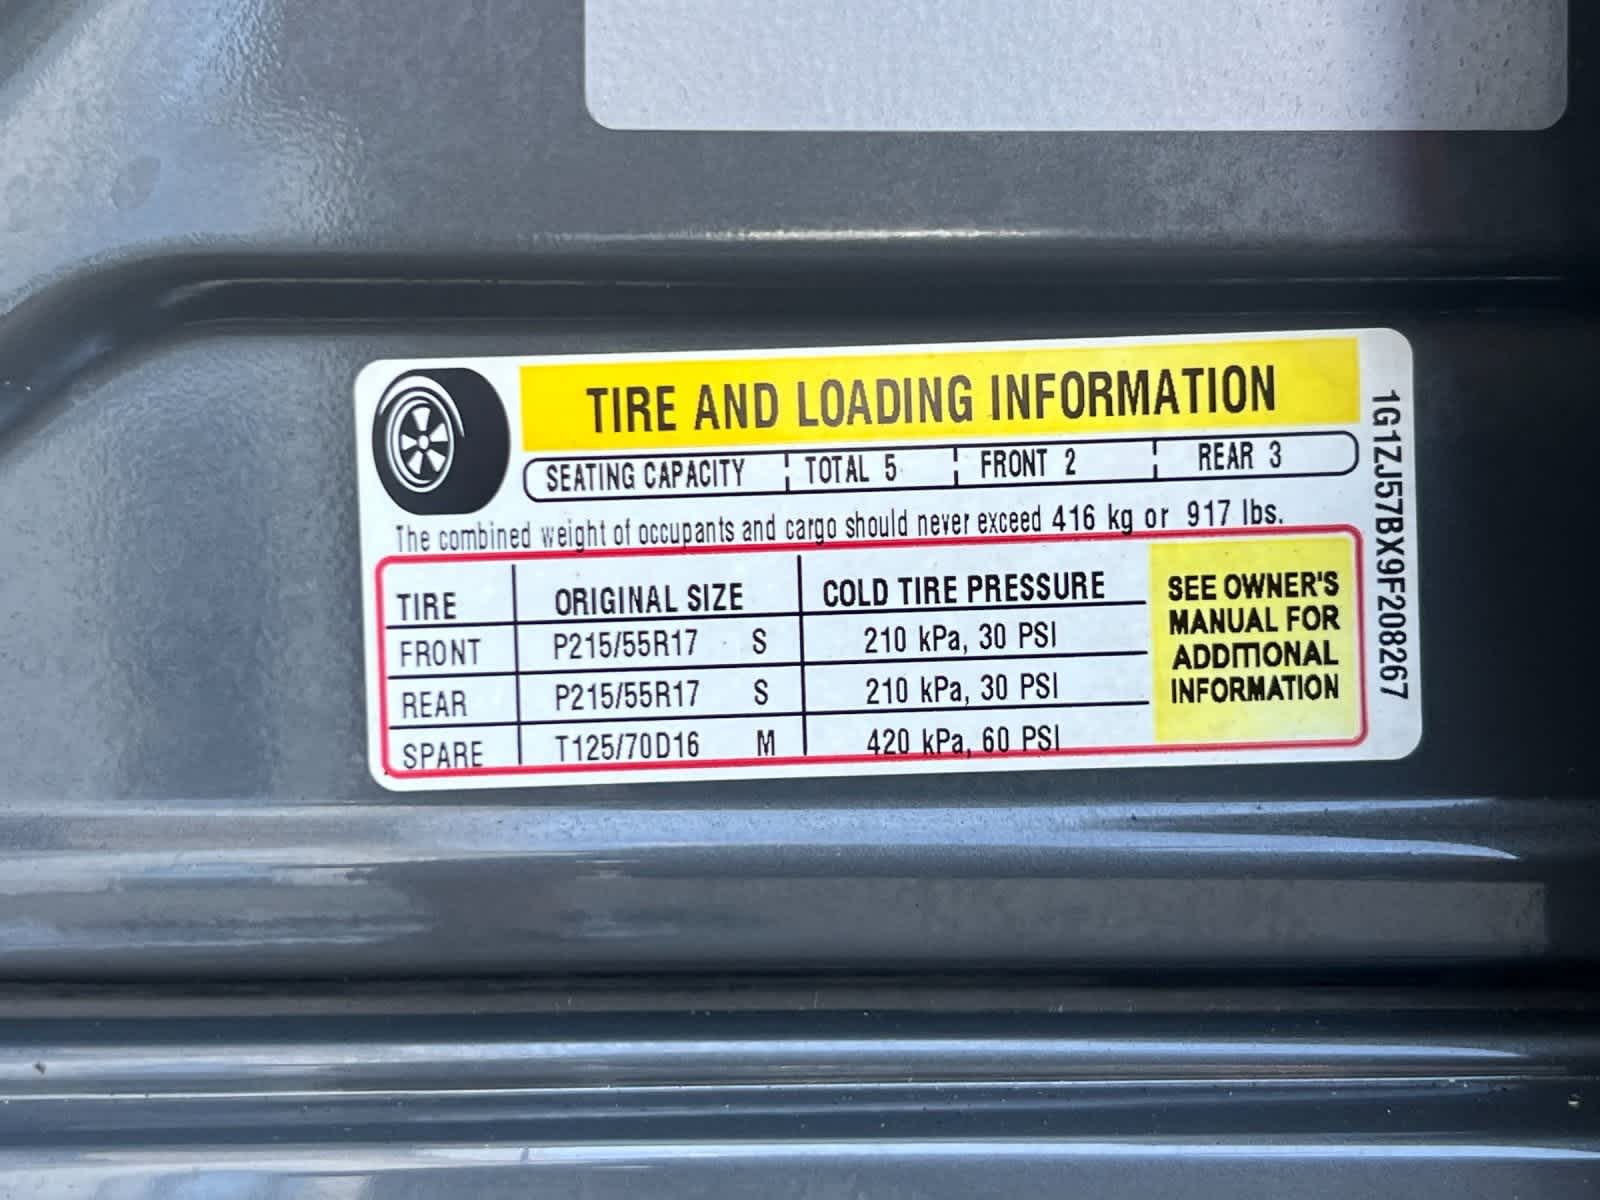 TIRE AND LOADING INFORMATION
SEATING CAPACITY TOTAL 5 FRONT 2 REAR 3
The combined weight of occupants and cargo should never exceed 416 kg or 917 lbs.
TIRE ORIGINAL SIZE COLD TIRE PRESSURE
FRONT P215/55R17 S 210 kPa, 30 PSI
REAR P215/55R17 S 210 kPa, 30 PSI
SPARE T125/70D16 M 420 kPa, 60 PSI
SEE OWNER'S
MANUAL FOR
ADDITIONAL
INFORMATION
1G1ZJ57BX9F208267